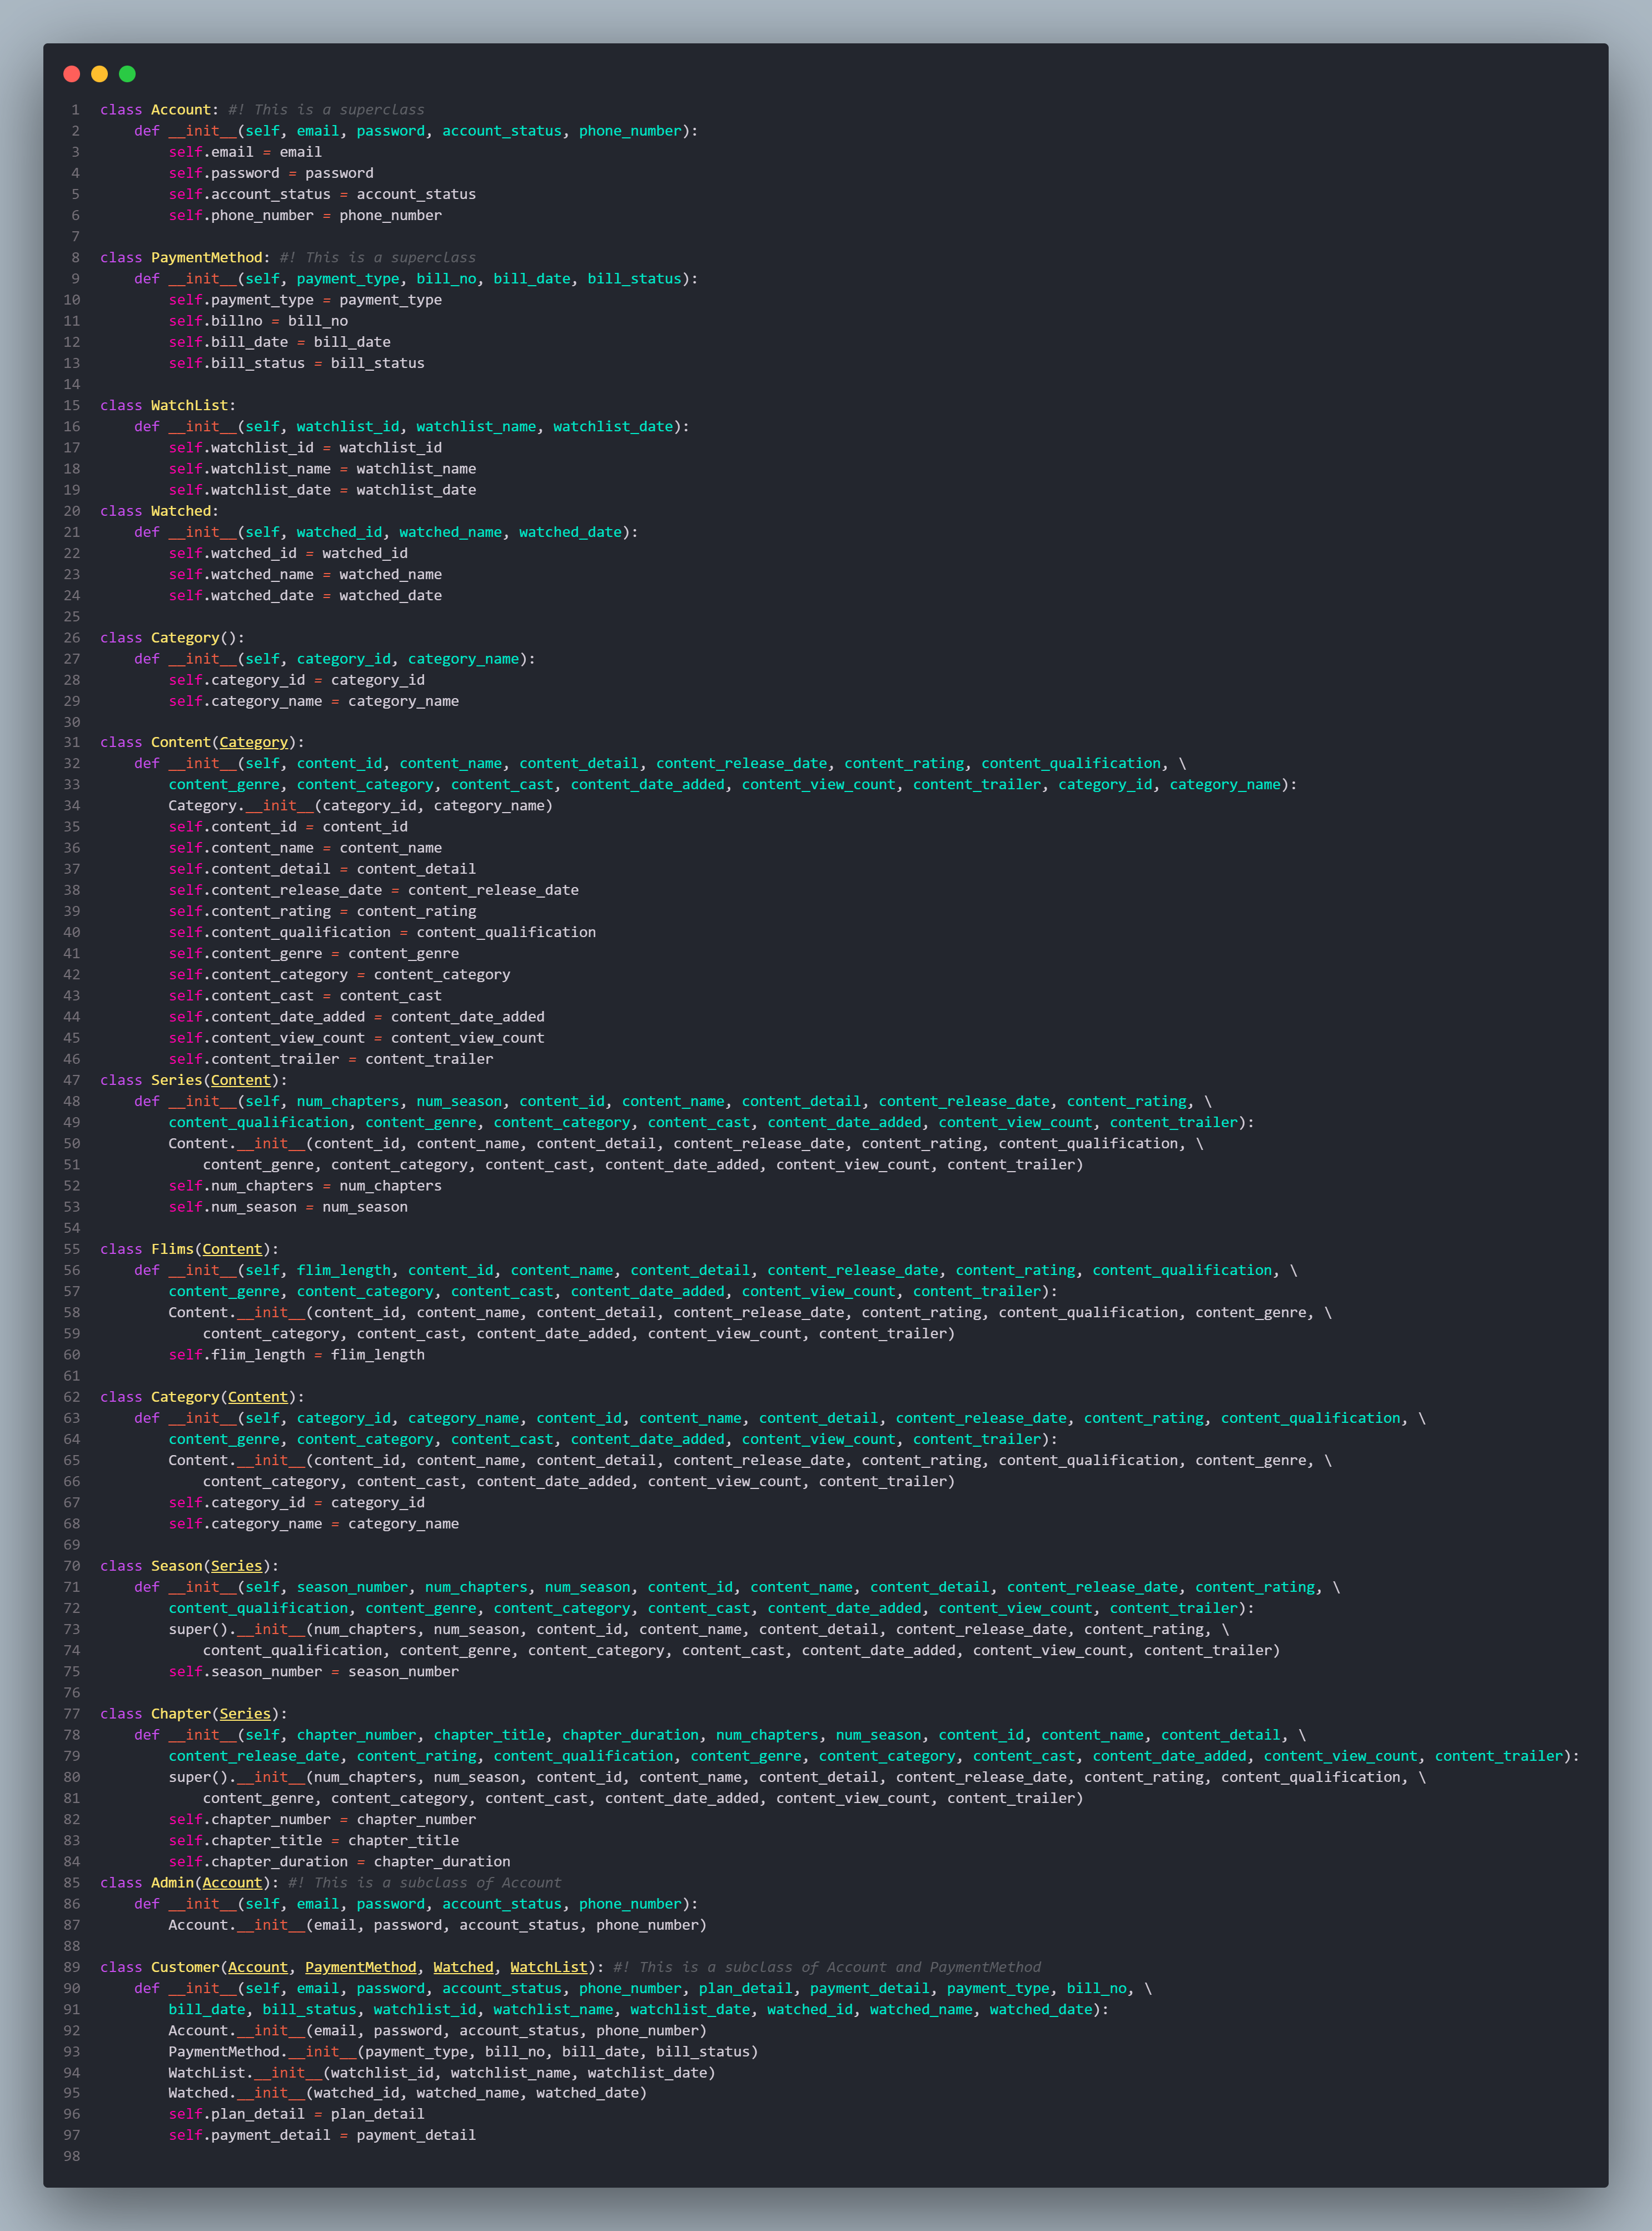 1 class Account: #! This is a superclass
2     def __init__(self, email, password, account_status, phone_number):
3         self.email = email
4         self.password = password
5         self.account_status = account_status
6         self.phone_number = phone_number
7
8 class PaymentMethod: #! This is a superclass
9     def __init__(self, payment_type, bill_no, bill_date, bill_status):
10         self.payment_type = payment_type
11         self.billno = bill_no
12         self.bill_date = bill_date
13         self.bill_status = bill_status
14
15 class WatchList:
16     def __init__(self, watchlist_id, watchlist_name, watchlist_date):
17         self.watchlist_id = watchlist_id
18         self.watchlist_name = watchlist_name
19         self.watchlist_date = watchlist_date
20 class Watched:
21     def __init__(self, watched_id, watched_name, watched_date):
22         self.watched_id = watched_id
23         self.watched_name = watched_name
24         self.watched_date = watched_date
25
26 class Category():
27     def __init__(self, category_id, category_name):
28         self.category_id = category_id
29         self.category_name = category_name
30
31 class Content(Category):
32     def __init__(self, content_id, content_name, content_detail, content_release_date, content_rating, content_qualification, \
33         content_genre, content_category, content_cast, content_date_added, content_view_count, content_trailer, category_id, category_name):
34         Category.__init__(category_id, category_name)
35         self.content_id = content_id
36         self.content_name = content_name
37         self.content_detail = content_detail
38         self.content_release_date = content_release_date
39         self.content_rating = content_rating
40         self.content_qualification = content_qualification
41         self.content_genre = content_genre
42         self.content_category = content_category
43         self.content_cast = content_cast
44         self.content_date_added = content_date_added
45         self.content_view_count = content_view_count
46         self.content_trailer = content_trailer
47 class Series(Content):
48     def __init__(self, num_chapters, num_season, content_id, content_name, content_detail, content_release_date, content_rating, \
49         content_qualification, content_genre, content_category, content_cast, content_date_added, content_view_count, content_trailer):
50         Content.__init__(content_id, content_name, content_detail, content_release_date, content_rating, content_qualification, \
51             content_genre, content_category, content_cast, content_date_added, content_view_count, content_trailer)
52         self.num_chapters = num_chapters
53         self.num_season = num_season
54
55 class Flims(Content):
56     def __init__(self, flim_length, content_id, content_name, content_detail, content_release_date, content_rating, content_qualification, \
57         content_genre, content_category, content_cast, content_date_added, content_view_count, content_trailer):
58         Content.__init__(content_id, content_name, content_detail, content_release_date, content_rating, content_qualification, content_genre, \
59             content_category, content_cast, content_date_added, content_view_count, content_trailer)
60         self.flim_length = flim_length
61
62 class Category(Content):
63     def __init__(self, category_id, category_name, content_id, content_name, content_detail, content_release_date, content_rating, content_qualification, \
64         content_genre, content_category, content_cast, content_date_added, content_view_count, content_trailer):
65         Content.__init__(content_id, content_name, content_detail, content_release_date, content_rating, content_qualification, content_genre, \
66             content_category, content_cast, content_date_added, content_view_count, content_trailer)
67         self.category_id = category_id
68         self.category_name = category_name
69
70 class Season(Series):
71     def __init__(self, season_number, num_chapters, num_season, content_id, content_name, content_detail, content_release_date, content_rating, \
72         content_qualification, content_genre, content_category, content_cast, content_date_added, content_view_count, content_trailer):
73         super().__init__(num_chapters, num_season, content_id, content_name, content_detail, content_release_date, content_rating, \
74             content_qualification, content_genre, content_category, content_cast, content_date_added, content_view_count, content_trailer)
75         self.season_number = season_number
76
77 class Chapter(Series):
78     def __init__(self, chapter_number, chapter_title, chapter_duration, num_chapters, num_season, content_id, content_name, content_detail, \
79         content_release_date, content_rating, content_qualification, content_genre, content_category, content_cast, content_date_added, content_view_count, content_trailer):
80         super().__init__(num_chapters, num_season, content_id, content_name, content_detail, content_release_date, content_rating, content_qualification, \
81             content_genre, content_category, content_cast, content_date_added, content_view_count, content_trailer)
82         self.chapter_number = chapter_number
83         self.chapter_title = chapter_title
84         self.chapter_duration = chapter_duration
85 class Admin(Account): #! This is a subclass of Account
86     def __init__(self, email, password, account_status, phone_number):
87         Account.__init__(email, password, account_status, phone_number)
88
89 class Customer(Account, PaymentMethod, Watched, WatchList): #! This is a subclass of Account and PaymentMethod
90     def __init__(self, email, password, account_status, phone_number, plan_detail, payment_detail, payment_type, bill_no, \
91         bill_date, bill_status, watchlist_id, watchlist_name, watchlist_date, watched_id, watched_name, watched_date):
92         Account.__init__(email, password, account_status, phone_number)
93         PaymentMethod.__init__(payment_type, bill_no, bill_date, bill_status)
94         WatchList.__init__(watchlist_id, watchlist_name, watchlist_date)
95         Watched.__init__(watched_id, watched_name, watched_date)
96         self.plan_detail = plan_detail
97         self.payment_detail = payment_detail
98